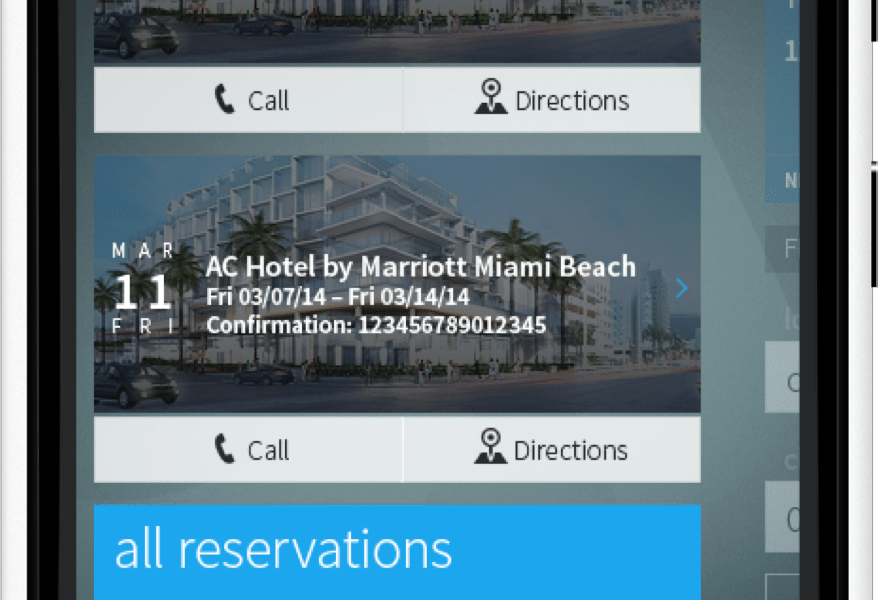 Call
Directions
MAR
11
FRI
AC Hotel by Marriott Miami Beach
Fri 03/07/14 – Fri 03/14/14
Confirmation: 123456789012345
Call
Directions
all reservations